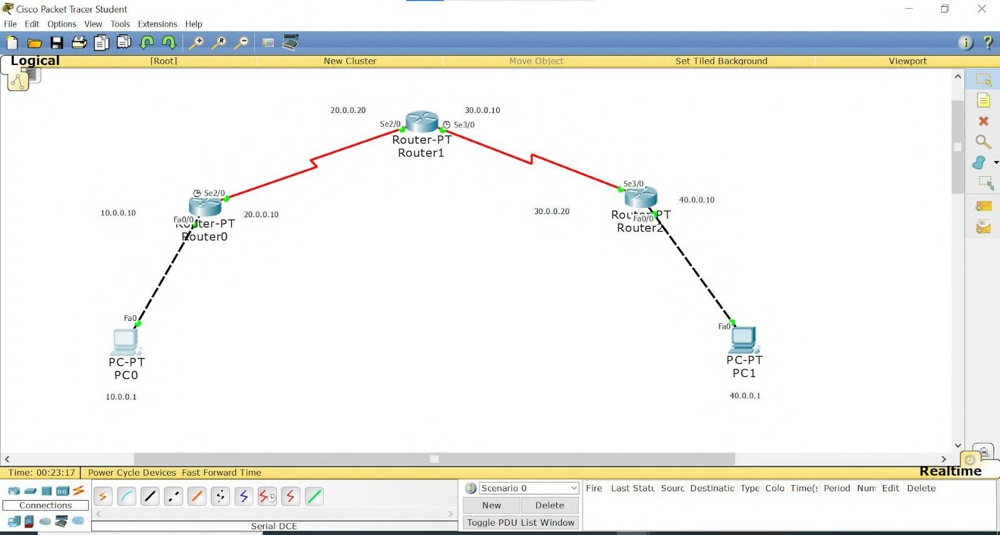 Cisco Packet Tracer Student
File Edit Options View Tools Extensions Help
Logical [Root] New Cluster Move Object Set Tiled Background Viewport
20.0.0.20 30.0.0.10
Se2/0 Se3/0
Router-PT
Router1
Se2/0
Se3/0
10.0.0.10
20.0.0.10
Fa0/0
Router-PT
Router0
40.0.0.10
30.0.0.20
Router-PT
Fa0/0
Router2
Fa0
PC-PT
PC0
10.0.0.1
Fa0
PC-PT
PC1
40.0.0.1
Time: 00:23:17 Power Cycle Devices Fast Forward Time
Realtime
Connections
Serial DCE
Scenario 0
New Delete
Toggle PDU List Window
Fire Last Statu Sourc Destinatic Type Colo Time(s Period Num Edit Delete